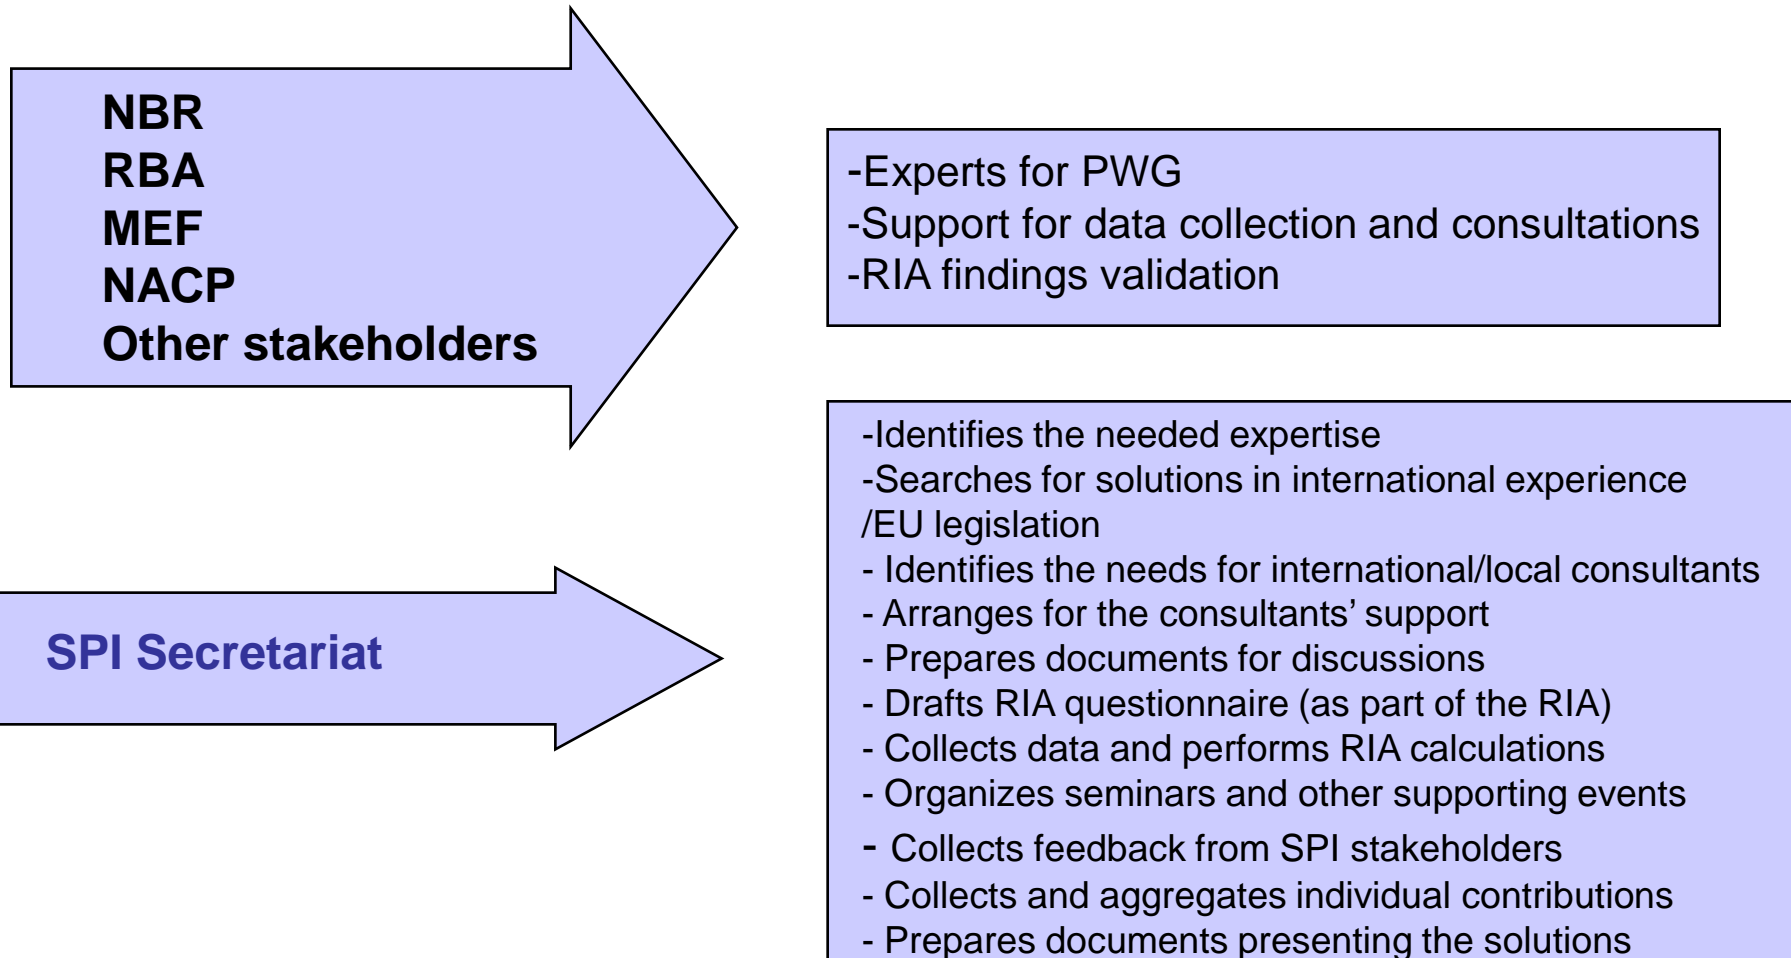 NBR
RBA
MEF
NACP
Other stakeholders
-Experts for PWG
-Support for data collection and consultations
-RIA findings validation
SPI Secretariat
-Identifies the needed expertise
-Searches for solutions in international experience
/EU legislation
- Identifies the needs for international/local consultants
- Arranges for the consultants’ support
- Prepares documents for discussions
- Drafts RIA questionnaire (as part of the RIA)
- Collects data and performs RIA calculations
- Organizes seminars and other supporting events
- Collects feedback from SPI stakeholders
- Collects and aggregates individual contributions
- Prepares documents presenting the solutions